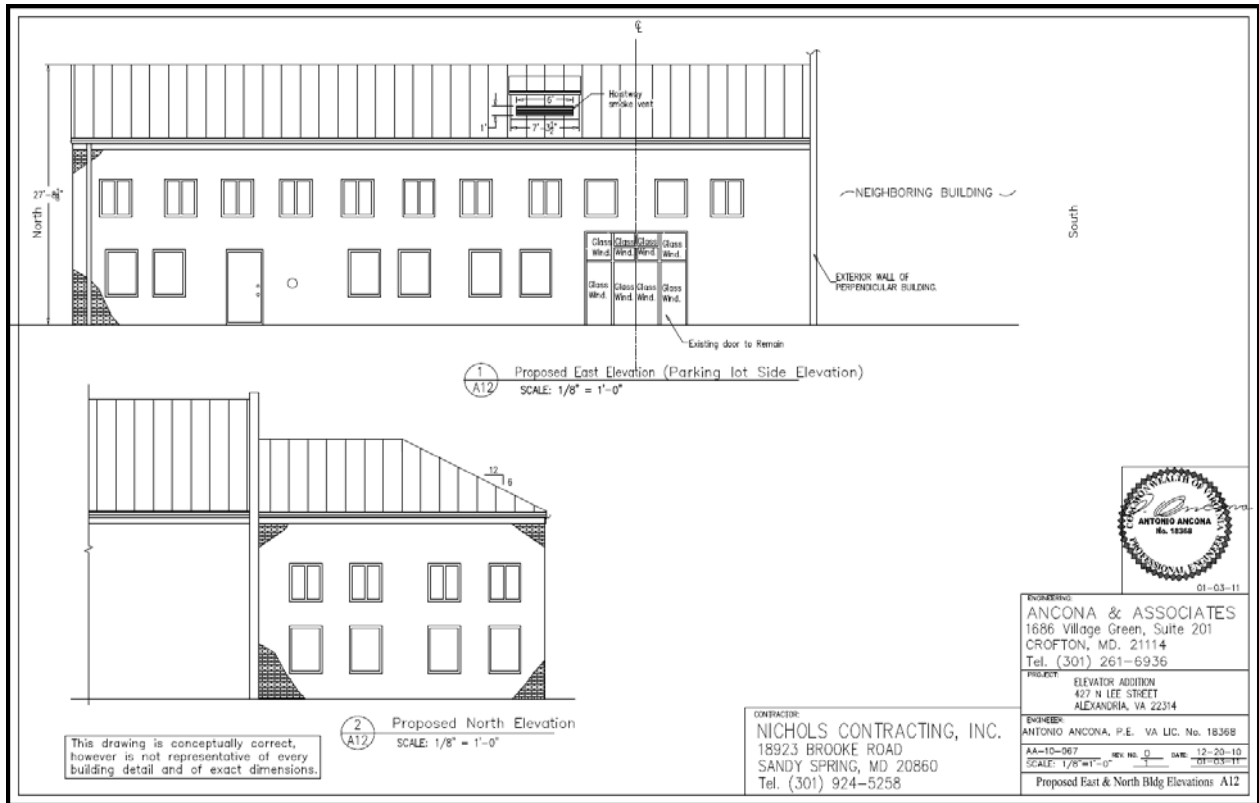 ℄
6'
Hoistway
smoke vent
1'
7'-3½"
27'-8
North
NEIGHBORING BUILDING
South
Glass Glass Glass Glass
Wind. Wind. Wind. Wind.
Glass Glass Glass Glass
Wind. Wind. Wind. Wind.
EXTERIOR WALL OF
PERPENDICULAR BUILDING.
Existing door to Remain
1
A12
Proposed East Elevation (Parking lot Side Elevation)
SCALE: 1/8" = 1'-0"
12
6
2
A12
Proposed North Elevation
SCALE: 1/8" = 1'-0"
This drawing is conceptually correct,
however is not representative of every
building detail and of exact dimensions.
CONTRACTOR:
NICHOLS CONTRACTING, INC.
18923 BROOKE ROAD
SANDY SPRING, MD 20860
Tel. (301) 924-5258
COMMONWEALTH OF VIRGINIA
ANTONIO ANCONA
No. 18368
PROFESSIONAL ENGINEER
01-03-11
ENGINEERING:
ANCONA & ASSOCIATES
1686 Village Green, Suite 201
CROFTON, MD. 21114
Tel. (301) 261-6936
PROJECT:
ELEVATOR ADDITION
427 N LEE STREET
ALEXANDRIA, VA 22314
ENGINEER:
ANTONIO ANCONA, P.E. VA LIC. No. 18368
AA-10-067 REV. NO. 0 DATE: 12-20-10
SCALE: 1/8"=1'-0" 1 01-03-11
Proposed East & North Bldg Elevations A12